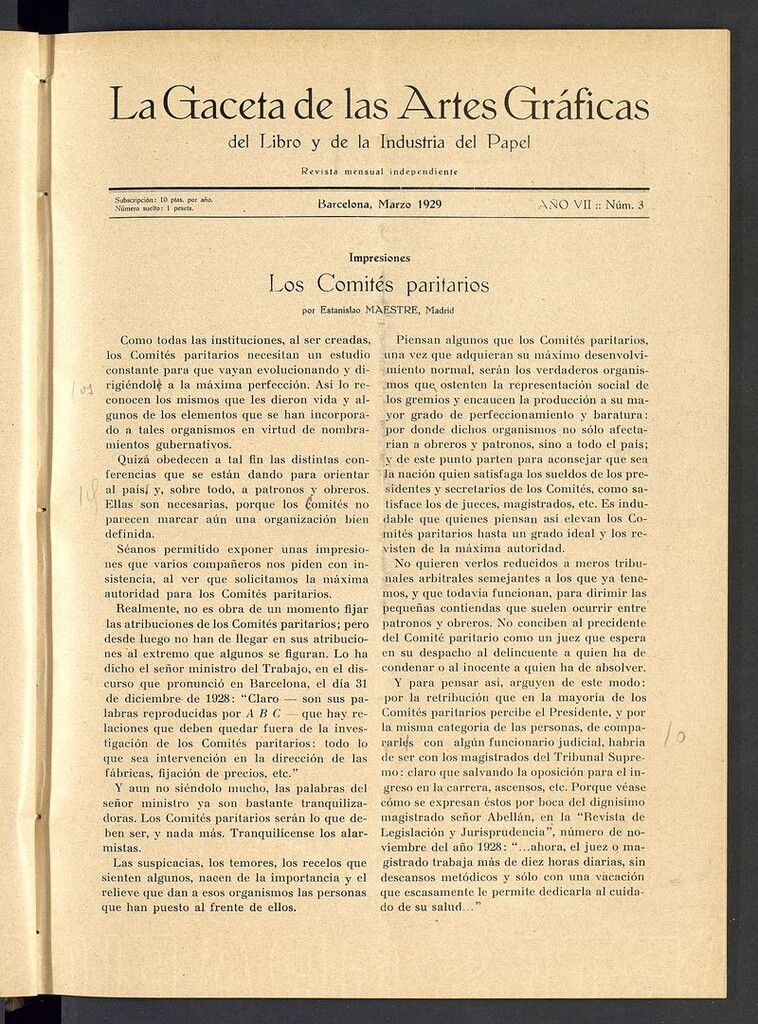 La Gaceta de las Artes Gráficas
del Libro y de la Industria del Papel
Revista mensual independiente
Subscripción: 10 ptas. por año.
Número suelto: 1 peseta.
Barcelona, Marzo 1929
AÑO VII :: Núm. 3
Impresiones
Los Comités paritarios
por Estanislao MAESTRE, Madrid
Como todas las instituciones, al ser creadas,
los Comités paritarios necesitan un estudio
constante para que vayan evolucionando y di-
rigiéndole a la máxima perfección. Así lo re-
conocen los mismos que les dieron vida y al-
gunos de los elementos que se han incorpora-
do a tales organismos en virtud de nombra-
mientos gubernativos.
Quizá obedecen a tal fin las distintas con-
ferencias que se están dando para orientar
al país, y, sobre todo, a patronos y obreros.
Ellas son necesarias, porque los Comités no
parecen marcar aún una organización bien
definida.
Séanos permitido exponer unas impresio-
nes que varios compañeros nos piden con in-
sistencia, al ver que solicitamos la máxima
autoridad para los Comités paritarios.
Realmente, no es obra de un momento fijar
las atribuciones de los Comités paritarios; pero
desde luego no han de llegar en sus atribucio-
nes al extremo que algunos se figuran. Lo ha
dicho el señor ministro del Trabajo, en el dis-
curso que pronunció en Barcelona, el día 31
de diciembre de 1928: "Claro — son sus pa-
labras reproducidas por A B C — que hay re-
laciones que deben quedar fuera de la inves-
tigación de los Comités paritarios: todo lo
que sea intervención en la dirección de las
fábricas, fijación de precios, etc."
Y aun no siéndolo mucho, las palabras del
señor ministro ya son bastante tranquiliza-
doras. Los Comités paritarios serán lo que de-
ben ser, y nada más. Tranquilícense los alar-
mistas.
Las suspicacias, los temores, los recelos que
sienten algunos, nacen de la importancia y el
relieve que dan a esos organismos las personas
que han puesto al frente de ellos.
Piensan algunos que los Comités paritarios,
una vez que adquieran su máximo desenvolvi-
miento normal, serán los verdaderos organis-
mos que ostenten la representación social de
los gremios y encaucen la producción a su ma-
yor grado de perfeccionamiento y baratura:
por donde dichos organismos no sólo afecta-
rían a obreros y patronos, sino a todo el país;
y de este punto parten para aconsejar que sea
la nación quien satisfaga los sueldos de los pre-
sidentes y secretarios de los Comités, como sa-
tisface los de jueces, magistrados, etc. Es indu-
dable que quienes piensan así elevan los Co-
mités paritarios hasta un grado ideal y los re-
visten de la máxima autoridad.
No quieren verlos reducidos a meros tribu-
nales arbitrales semejantes a los que ya tene-
mos, y que todavía funcionan, para dirimir las
pequeñas contiendas que suelen ocurrir entre
patronos y obreros. No conciben al precidente
del Comité paritario como un juez que espera
en su despacho al delincuente a quien ha de
condenar o al inocente a quien ha de absolver.
Y para pensar así, arguyen de este modo:
por la retribución que en la mayoría de los
Comités paritarios percibe el Presidente, y por
la misma categoría de las personas, de compa-
rarles con algún funcionario judicial, habría
de ser con los magistrados del Tribunal Supre-
mo: claro que salvando la oposición para el in-
greso en la carrera, ascensos, etc. Porque véase
cómo se expresan éstos por boca del dignísimo
magistrado señor Abellán, en la "Revista de
Legislación y Jurisprudencia", número de no-
viembre del año 1928: "...ahora, el juez o ma-
gistrado trabaja más de diez horas diarias, sin
descansos metódicos y sólo con una vacación
que escasamente le permite dedicarla al cuida-
do de su salud..."